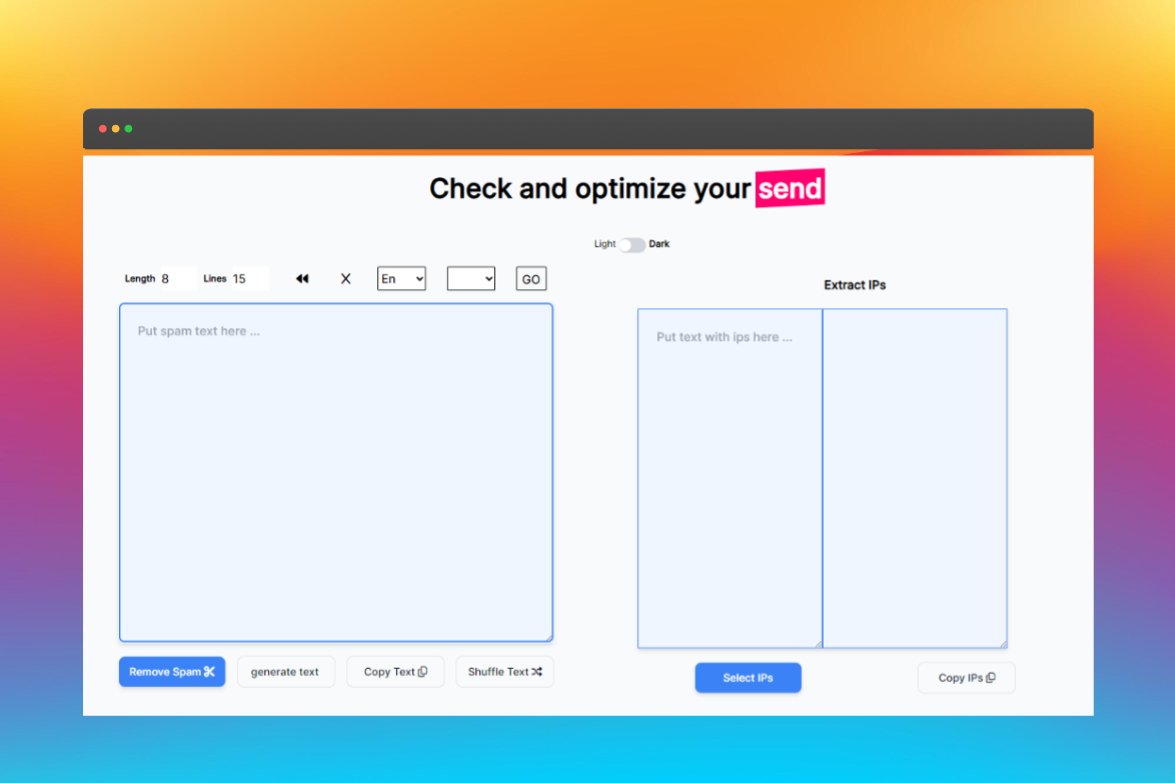 Check and optimize your send
Light Dark
Length 8 Lines 15 X En GO
Extract IPs
Put spam text here ...
Put text with ips here ...
Remove Spam generate text Copy Text Shuffle Text
Select IPs Copy IPs